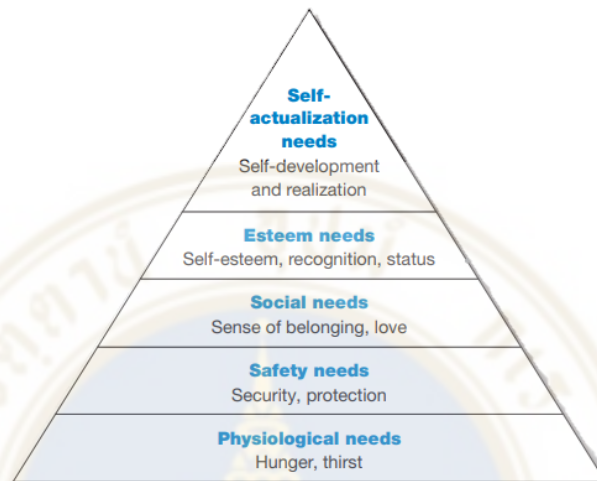 Self-
actualization
needs
Self-development
and realization
Esteem needs
Self-esteem, recognition, status
Social needs
Sense of belonging, love
Safety needs
Security, protection
Physiological needs
Hunger, thirst